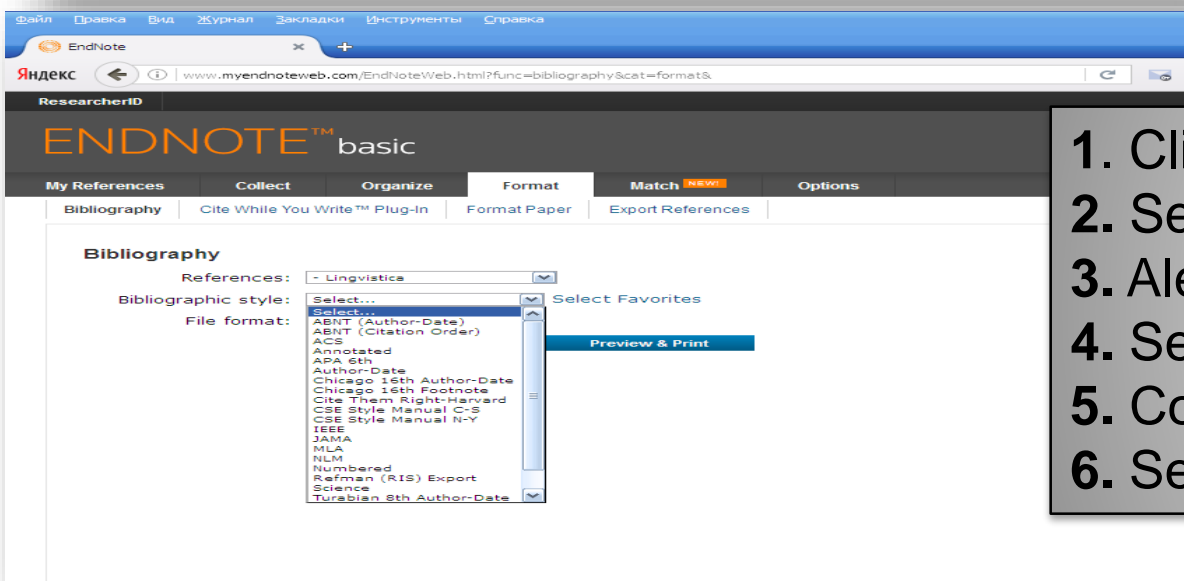 Файл Правка Вид Журнал Закладки Инструменты Справка
EndNote
Яндекс www.myendnoteweb.com/EndNoteWeb.html?func=bibliography&cat=format&
ResearcherID
ENDNOTE™ basic
My References Collect Organize Format Match NEW! Options
Bibliography Cite While You Write™ Plug-In Format Paper Export References
Bibliography
References: - Lingvistica
Bibliographic style: Select... Select Favorites
File format:
Select...
ABNT (Author-Date)
ABNT (Citation Order)
ACS
Annotated
APA 6th
Author-Date
Chicago 16th Author-Date
Chicago 16th Footnote
Cite Them Right-Harvard
CSE Style Manual C-S
CSE Style Manual N-Y
IEEE
JAMA
MLA
NLM
Numbered
Refman (RIS) Export
Science
Turabian 8th Author-Date
Preview & Print
1. Cli
2. Se
3. Ale
4. Se
5. Co
6. Se